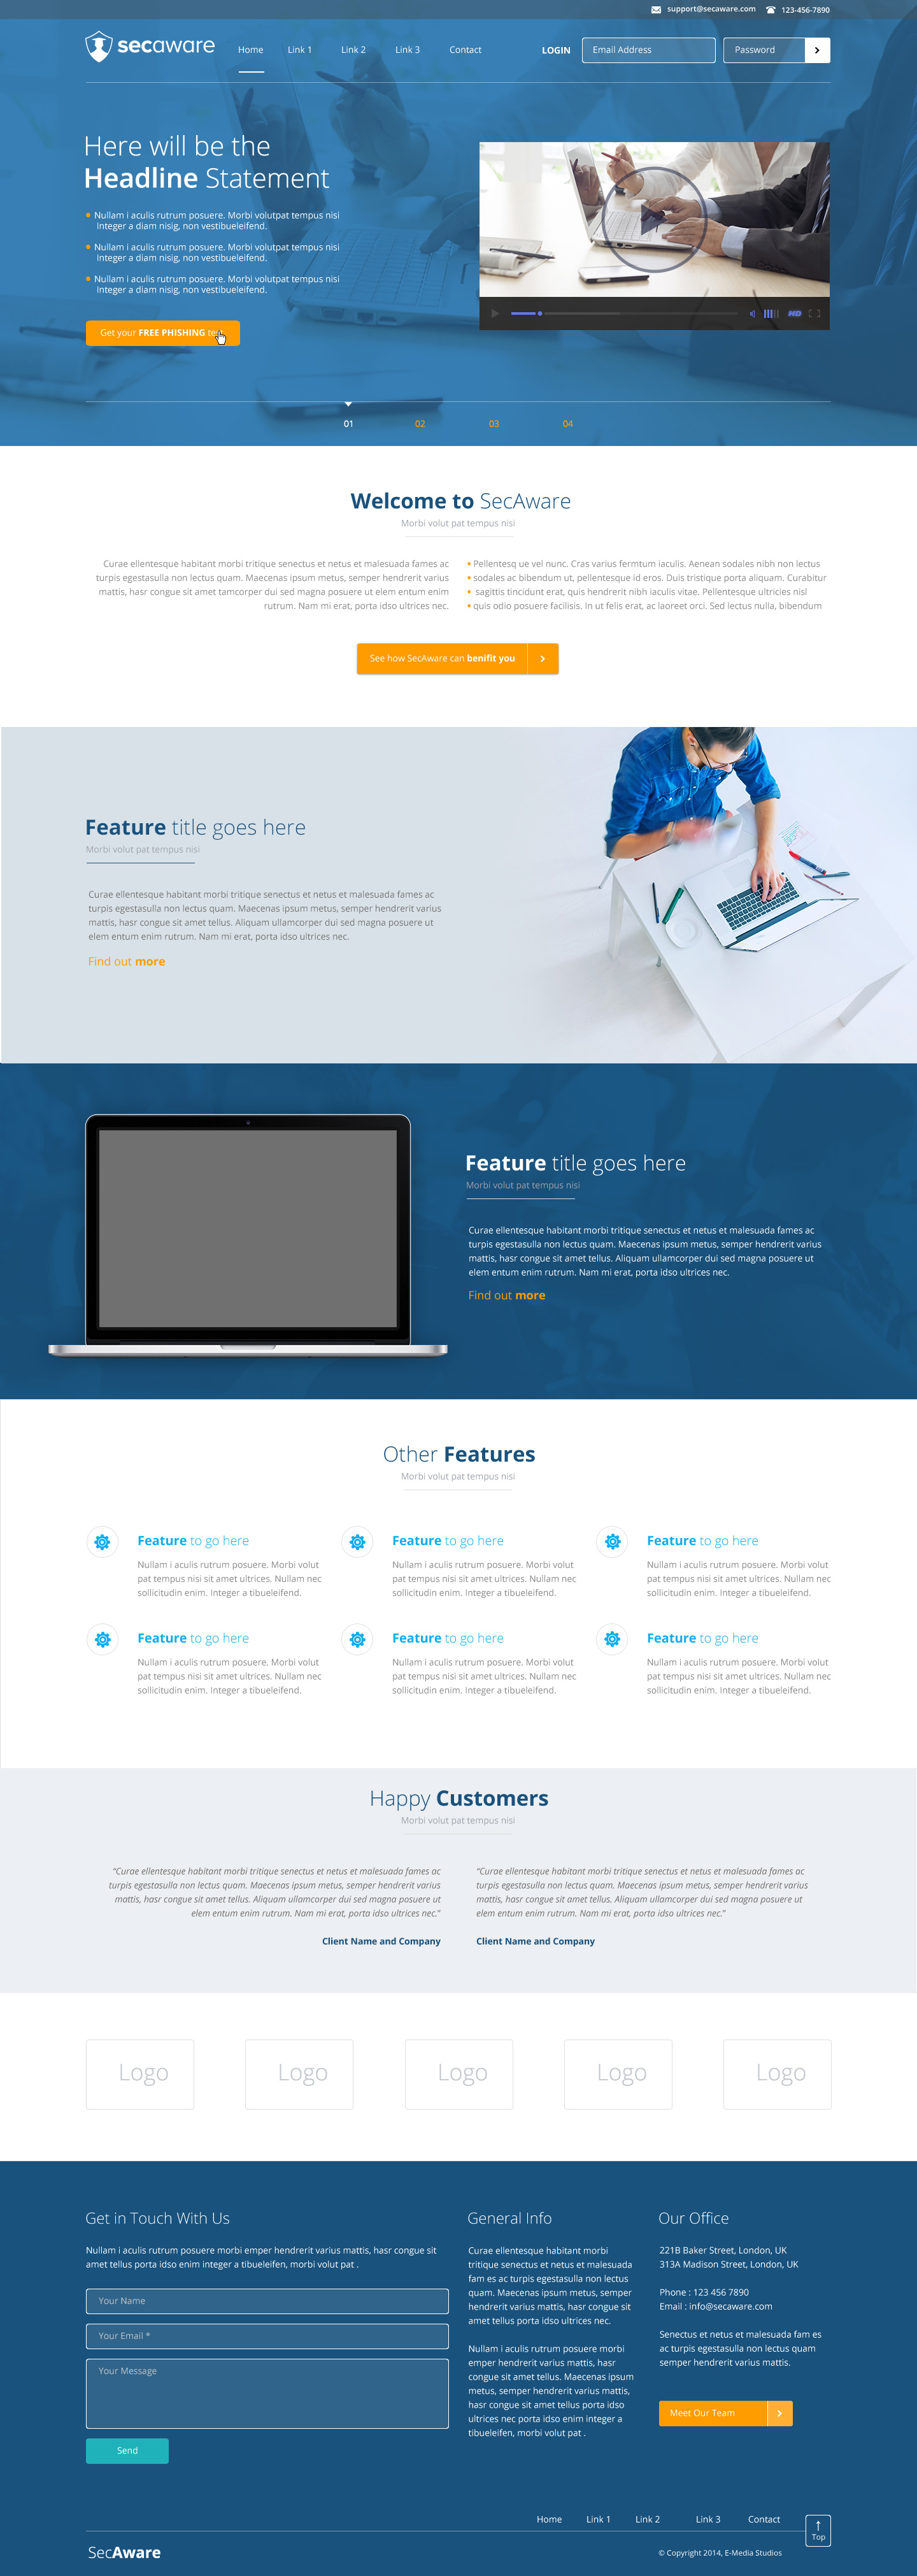 support@secaware.com 123-456-7890
secaware Home Link 1 Link 2 Link 3 Contact LOGIN Email Address Password
Here will be the
Headline Statement
Nullam i aculis rutrum posuere. Morbi volutpat tempus nisi
Integer a diam nisig, non vestibueleifend.
Nullam i aculis rutrum posuere. Morbi volutpat tempus nisi
Integer a diam nisig, non vestibueleifend.
Nullam i aculis rutrum posuere. Morbi volutpat tempus nisi
Integer a diam nisig, non vestibueleifend.
Get your FREE PHISHING
HD
01 02 03 04
Welcome to SecAware
Morbi volut pat tempus nisi
Curae ellentesque habitant morbi tritique senectus et netus et malesuada fames ac
turpis egestasulla non lectus quam. Maecenas ipsum metus, semper hendrerit varius
mattis, hasr congue sit amet tamcorper dui sed magna posuere ut elem entum enim
rutrum. Nam mi erat, porta idso ultrices nec.
Pellentesq ue vel nunc. Cras varius fermtum iaculis. Aenean sodales nibh non lectus
sodales ac bibendum ut, pellentesque id eros. Duis tristique porta aliquam. Curabitur
sagittis tincidunt erat, quis hendrerit nibh iaculis vitae. Pellentesque ultricies nisl
quis odio posuere facilisis. In ut felis erat, ac laoreet orci. Sed lectus nulla, bibendum
See how SecAware can benifit you
Feature title goes here
Morbi volut pat tempus nisi
Curae ellentesque habitant morbi tritique senectus et netus et malesuada fames ac
turpis egestasulla non lectus quam. Maecenas ipsum metus, semper hendrerit varius
mattis, hasr congue sit amet tellus. Aliquam ullamcorper dui sed magna posuere ut
elem entum enim rutrum. Nam mi erat, porta idso ultrices nec.
Find out more
Feature title goes here
Morbi volut pat tempus nisi
Curae ellentesque habitant morbi tritique senectus et netus et malesuada fames ac
turpis egestasulla non lectus quam. Maecenas ipsum metus, semper hendrerit varius
mattis, hasr congue sit amet tellus. Aliquam ullamcorper dui sed magna posuere ut
elem entum enim rutrum. Nam mi erat, porta idso ultrices nec.
Find out more
Other Features
Morbi volut pat tempus nisi
Feature to go here
Nullam i aculis rutrum posuere. Morbi volut
pat tempus nisi sit amet ultrices. Nullam nec
sollicitudin enim. Integer a tibueleifend.
Feature to go here
Nullam i aculis rutrum posuere. Morbi volut
pat tempus nisi sit amet ultrices. Nullam nec
sollicitudin enim. Integer a tibueleifend.
Feature to go here
Nullam i aculis rutrum posuere. Morbi volut
pat tempus nisi sit amet ultrices. Nullam nec
sollicitudin enim. Integer a tibueleifend.
Feature to go here
Nullam i aculis rutrum posuere. Morbi volut
pat tempus nisi sit amet ultrices. Nullam nec
sollicitudin enim. Integer a tibueleifend.
Feature to go here
Nullam i aculis rutrum posuere. Morbi volut
pat tempus nisi sit amet ultrices. Nullam nec
sollicitudin enim. Integer a tibueleifend.
Feature to go here
Nullam i aculis rutrum posuere. Morbi volut
pat tempus nisi sit amet ultrices. Nullam nec
sollicitudin enim. Integer a tibueleifend.
Happy Customers
Morbi volut pat tempus nisi
"Curae ellentesque habitant morbi tritique senectus et netus et malesuada fames ac
turpis egestasulla non lectus quam. Maecenas ipsum metus, semper hendrerit varius
mattis, hasr congue sit amet tellus. Aliquam ullamcorper dui sed magna posuere ut
elem entum enim rutrum. Nam mi erat, porta idso ultrices nec."
Client Name and Company
"Curae ellentesque habitant morbi tritique senectus et netus et malesuada fames ac
turpis egestasulla non lectus quam. Maecenas ipsum metus, semper hendrerit varius
mattis, hasr congue sit amet tellus. Aliquam ullamcorper dui sed magna posuere ut
elem entum enim rutrum. Nam mi erat, porta idso ultrices nec."
Client Name and Company
Logo Logo Logo Logo Logo
Get in Touch With Us
Nullam i aculis rutrum posuere morbi emper hendrerit varius mattis, hasr congue sit
amet tellus porta idso enim integer a tibueleifen, morbi volut pat .
Your Name
Your Email *
Your Message
Send
General Info
Curae ellentesque habitant morbi
tritique senectus et netus et malesuada
fam es ac turpis egestasulla non lectus
quam. Maecenas ipsum metus, semper
hendrerit varius mattis, hasr congue sit
amet tellus porta idso ultrices nec.
Nullam i aculis rutrum posuere morbi
emper hendrerit varius mattis, hasr
congue sit amet tellus. Maecenas ipsum
metus, semper hendrerit varius mattis,
hasr congue sit amet tellus porta idso
ultrices nec porta idso enim integer a
tibueleifen, morbi volut pat .
Our Office
221B Baker Street, London, UK
313A Madison Street, London, UK
Phone : 123 456 7890
Email : info@secaware.com
Senectus et netus et malesuada fam es
ac turpis egestasulla non lectus quam
semper hendrerit varius mattis.
Meet Our Team
Home Link 1 Link 2 Link 3 Contact
Top
SecAware
© Copyright 2014, E-Media Studios